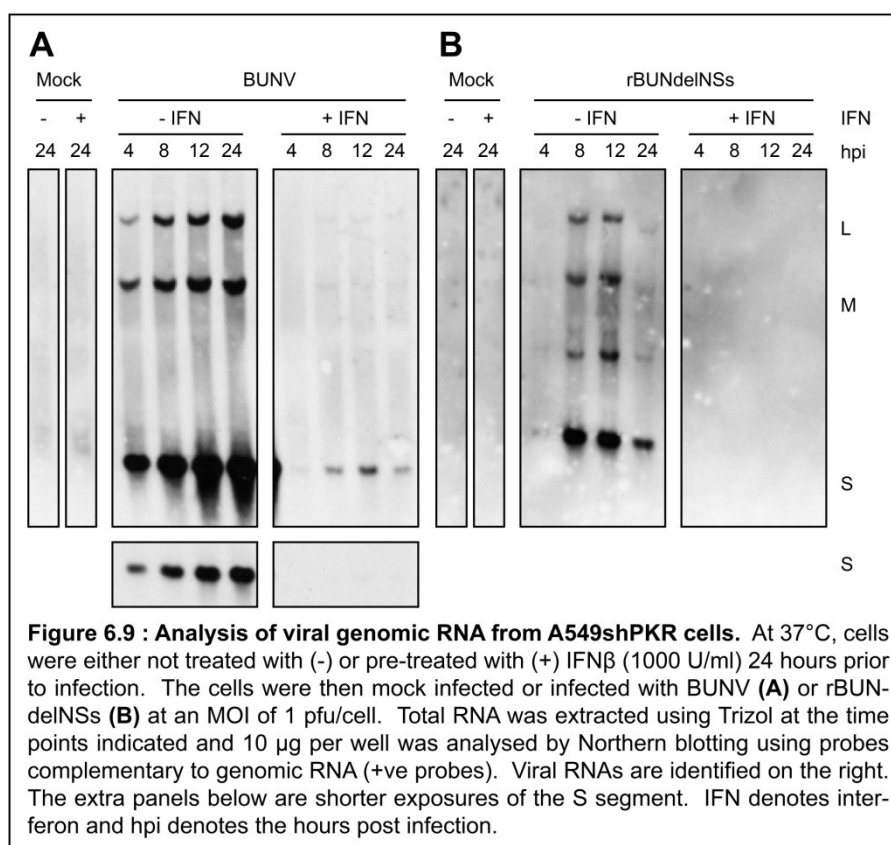 A B
Mock BUNV Mock rBUNdelNSs
- + - IFN + IFN - + - IFN + IFN IFN
24 24 4 8 12 24 4 8 12 24 24 24 4 8 12 24 4 8 12 24 hpi
L
M
S
S
Figure 6.9 : Analysis of viral genomic RNA from A549shPKR cells. At 37°C, cells
were either not treated with (-) or pre-treated with (+) IFNβ (1000 U/ml) 24 hours prior
to infection. The cells were then mock infected or infected with BUNV (A) or rBUN-
delNSs (B) at an MOI of 1 pfu/cell. Total RNA was extracted using Trizol at the time
points indicated and 10 µg per well was analysed by Northern blotting using probes
complementary to genomic RNA (+ve probes). Viral RNAs are identified on the right.
The extra panels below are shorter exposures of the S segment. IFN denotes inter-
feron and hpi denotes the hours post infection.